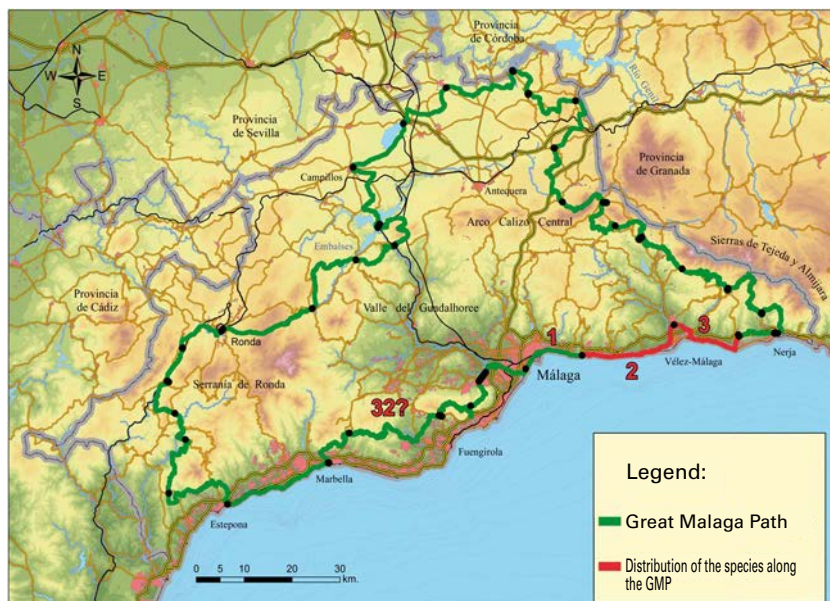 Provincia
de Córdoba
N
W E
S
Río Genil
Provincia
de Sevilla
Provincia
de Granada
Campillos
Antequera
Arco Calizo Central
Embalses
Sierras de Tejeda y Almijara
Provincia
de Cádiz
Valle del Guadalhorce
Ronda
1
3
Nerja
Vélez-Málaga
Málaga
2
Serranía de Ronda
32?
Fuengirola
Marbella
Estepona
0 5 10 20 30
km.
Legend:
Great Malaga Path
Distribution of the species along
the GMP